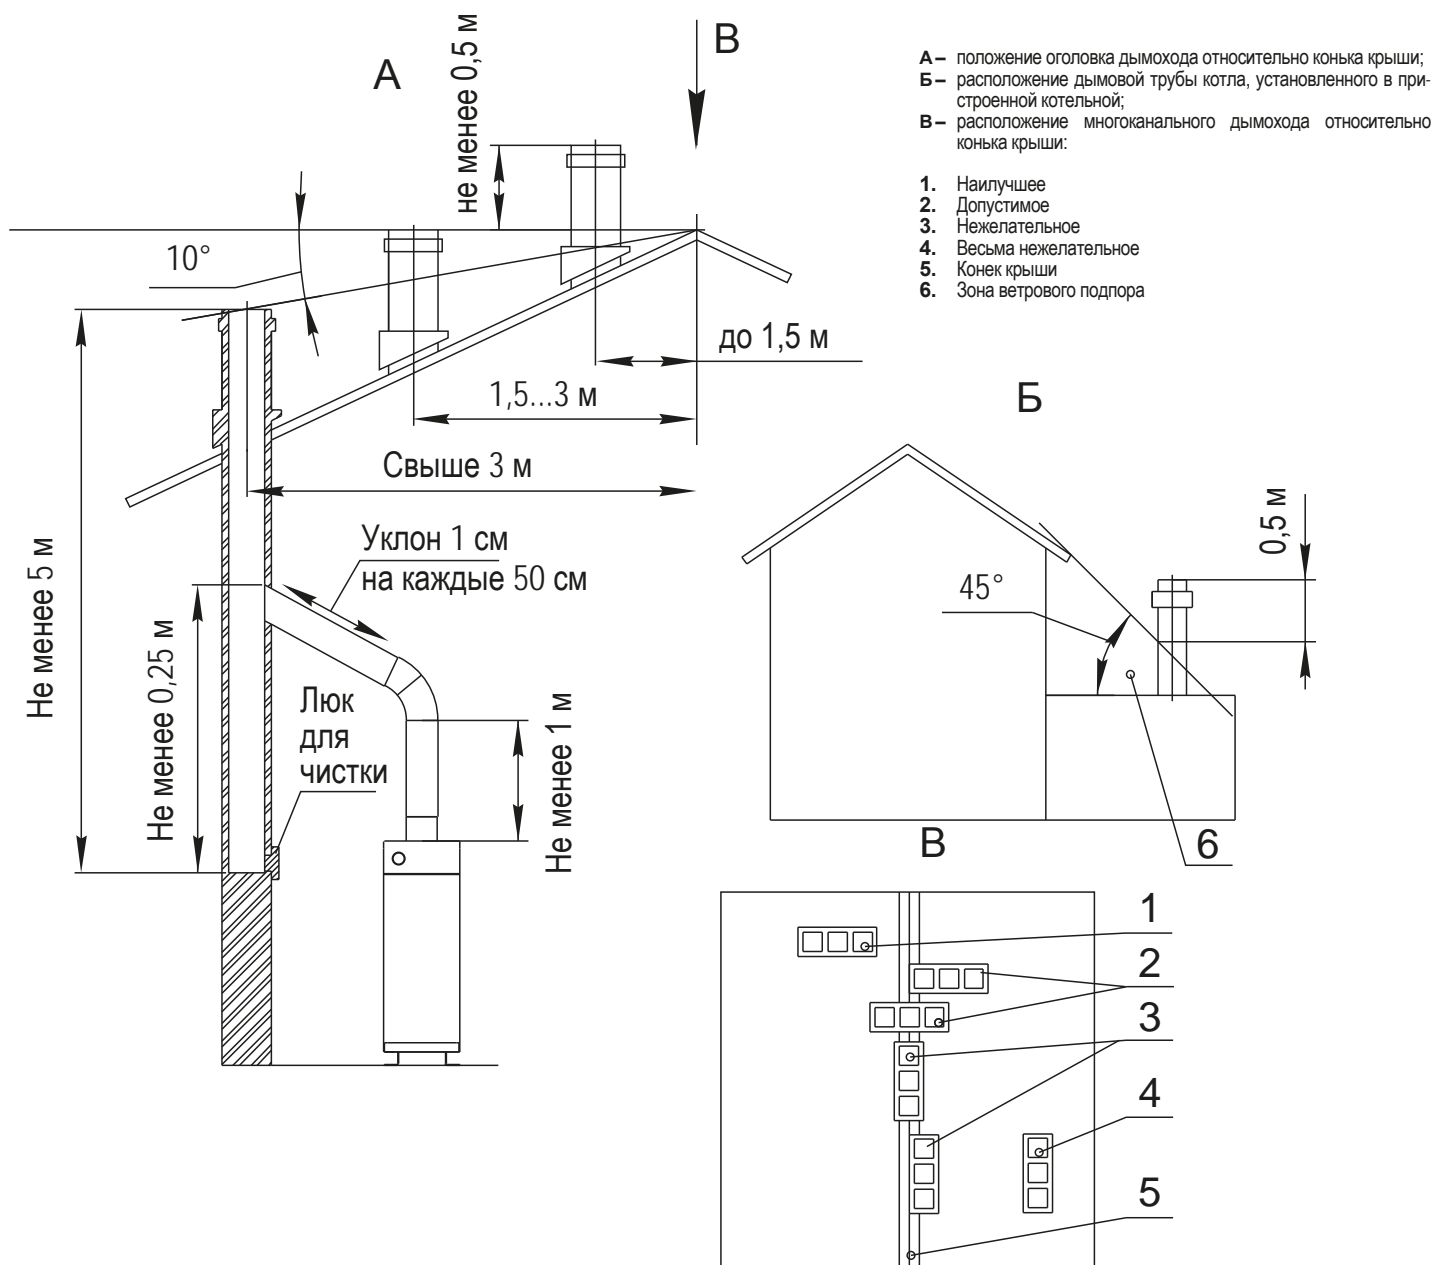 А
В
не менее 0,5 м
10°
до 1,5 м
1,5...3 м
Свыше 3 м
Уклон 1 см
на каждые 50 см
Не менее 5 м
Не менее 0,25 м
Люк
для
чистки
Не менее 1 м
А – положение оголовка дымохода относительно конька крыши;
Б – расположение дымовой трубы котла, установленного в при-
строенной котельной;
В – расположение многоканального дымохода относительно
конька крыши:
1. Наилучшее
2. Допустимое
3. Нежелательное
4. Весьма нежелательное
5. Конек крыши
6. Зона ветрового подпора
Б
45°
0,5 м
6
В
1
2
3
4
5